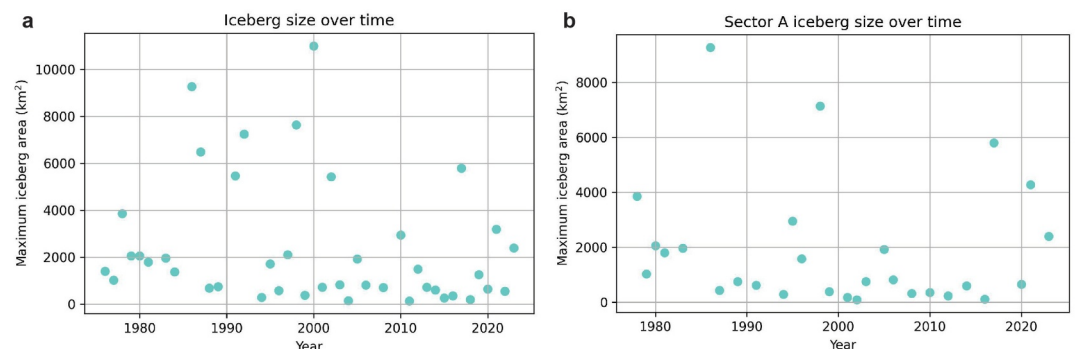 a
Iceberg size over time
Maximum iceberg area (km²)
10000
8000
6000
4000
2000
0
1980
1990
2000
2010
2020
Year
b
Sector A iceberg size over time
Maximum iceberg area (km²)
8000
6000
4000
2000
0
1980
1990
2000
2010
2020
Year